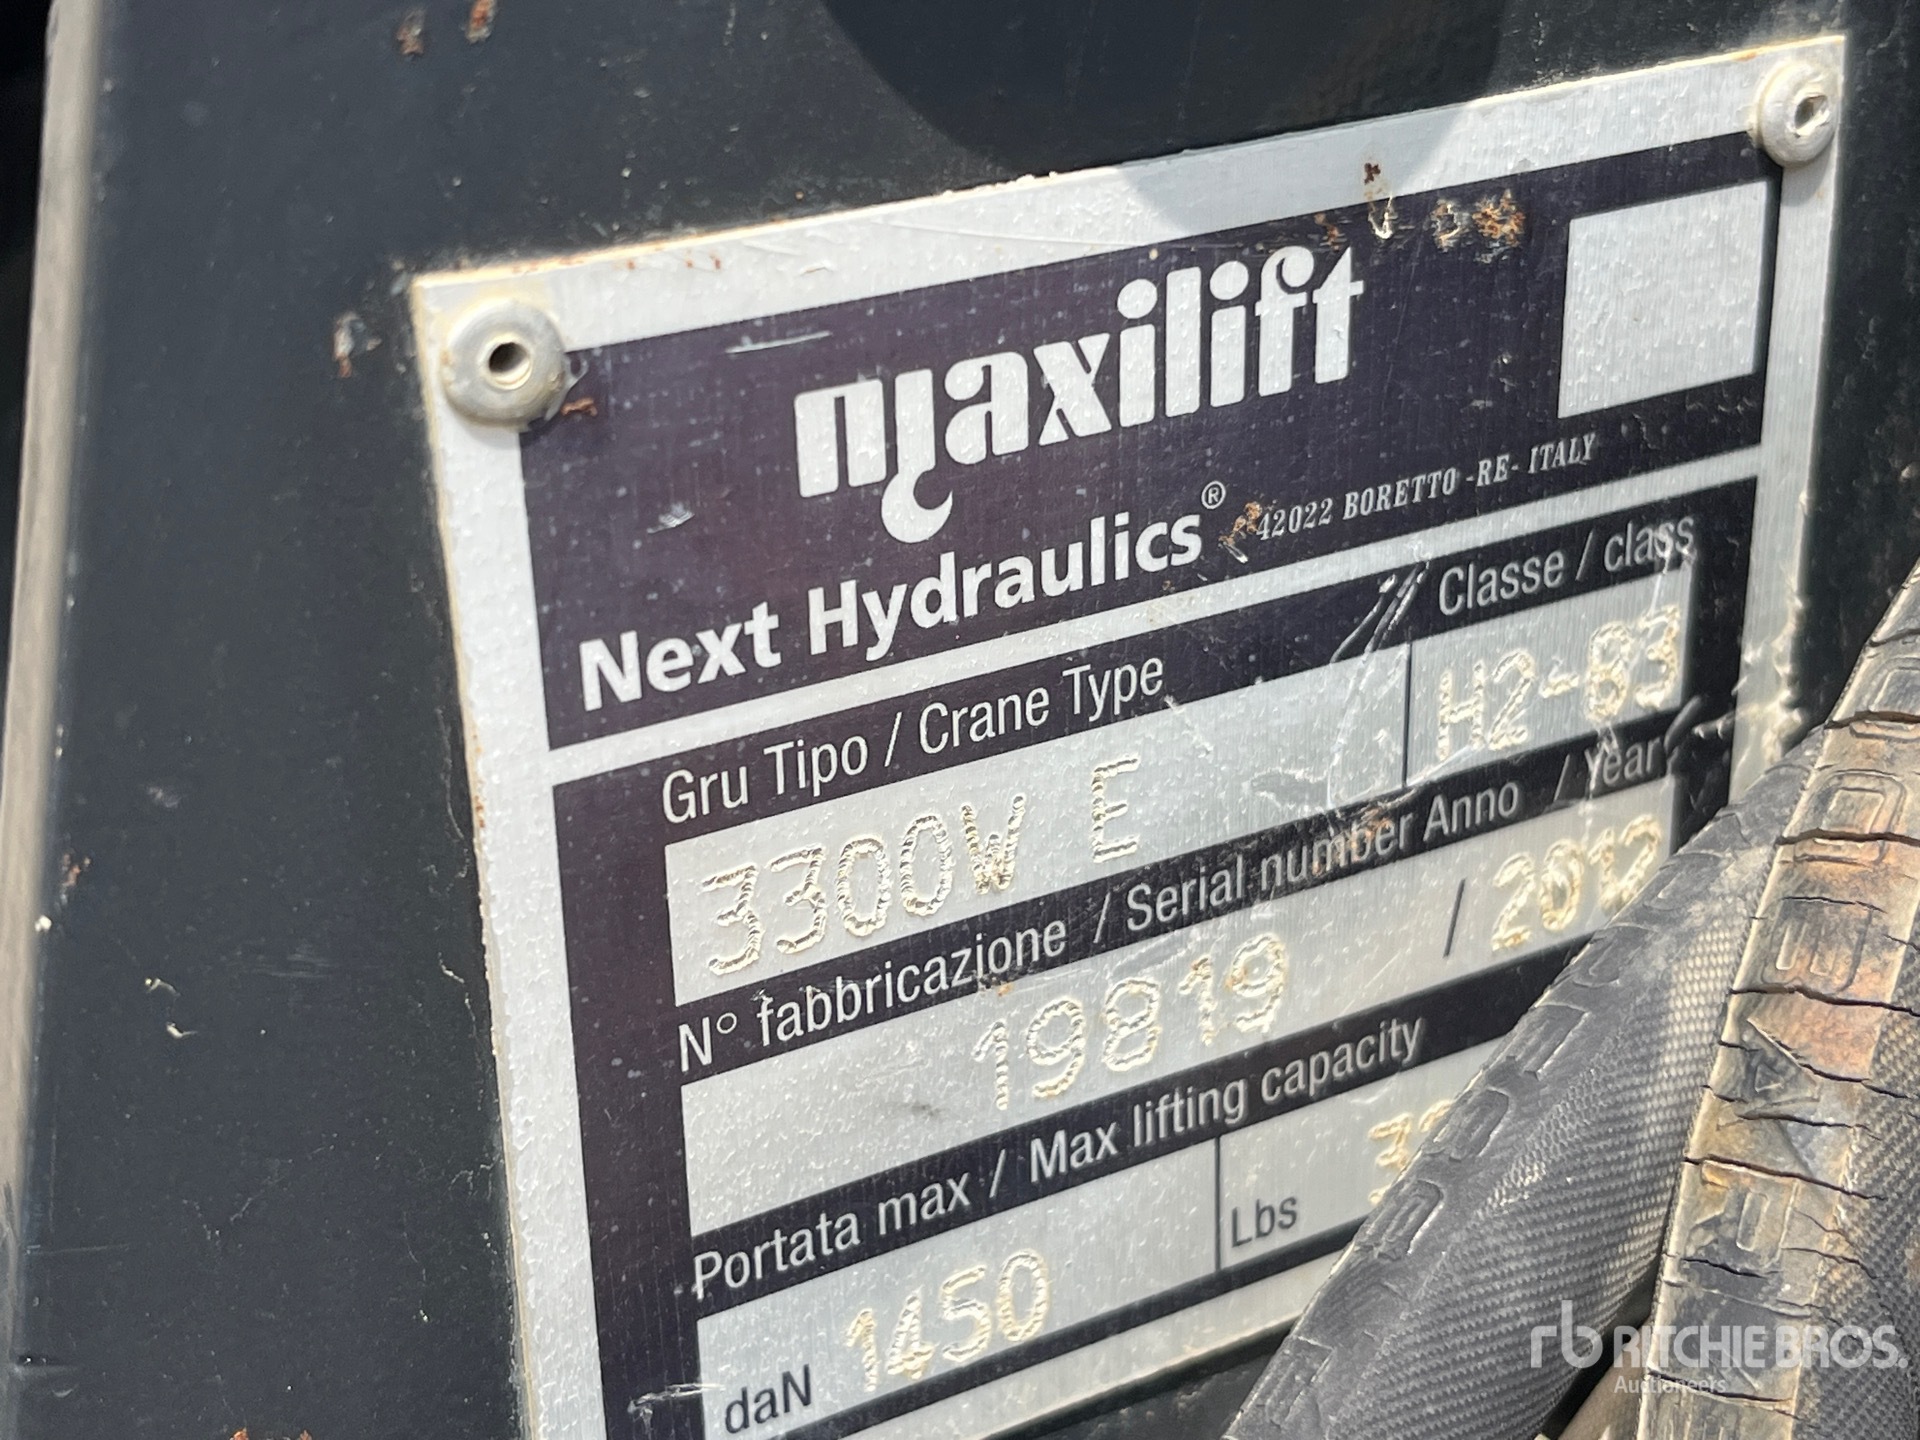 maxilift
Next Hydraulics® 42022 BORETTO -RE- ITALY
Gru Tipo / Crane Type Classe / class
3300W E H2-B3
N° fabbricazione / Serial number Anno / Year
19819 / 2012
Portata max / Max lifting capacity
daN 1450 Lbs
rb RITCHIE BROS.
Auctioneers